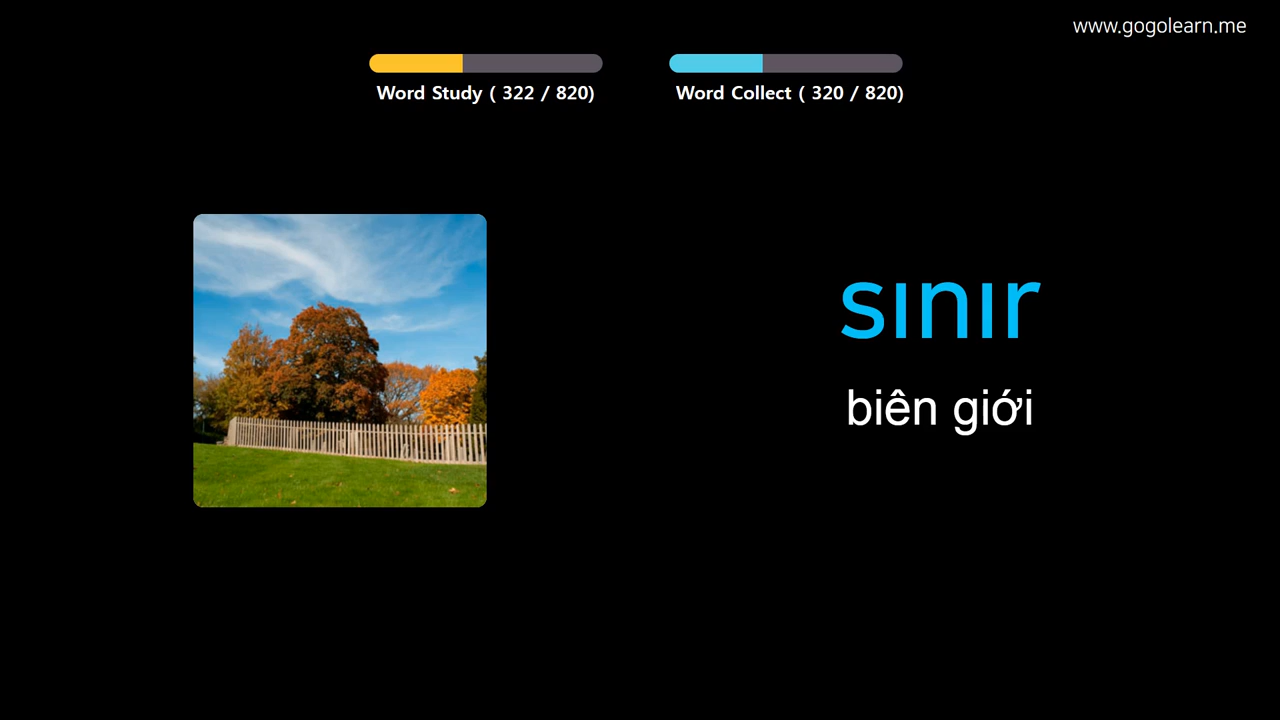 www.gogolearn.me
Word Study ( 322 / 820)
Word Collect ( 320 / 820)
sınır
biên giới